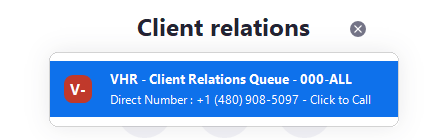 Client relations
V-
VHR - Client Relations Queue - 000-ALL
Direct Number : +1 (480) 908-5097 - Click to Call